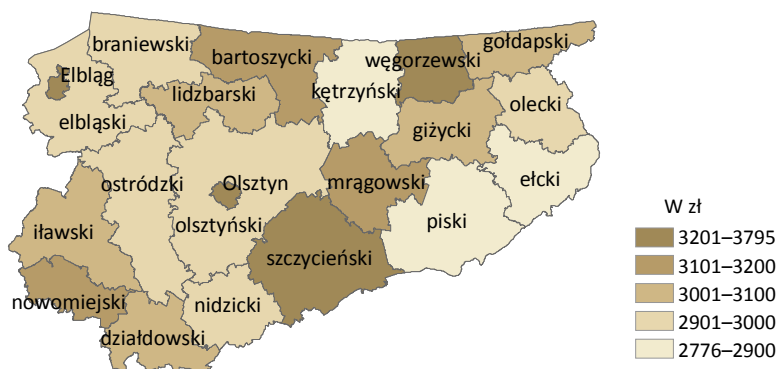 braniewski
gołdapski
bartoszycki
węgorzewski
Elbląg
lidzbarski
kętrzyński
olecki
elbląski
giżycki
ostródzki
Olsztyn
mrągowski
ełcki
olsztyński
piski
iławski
szczycieński
nowomiejski
nidzicki
działdowski
W zł
3201–3795
3101–3200
3001–3100
2901–3000
2776–2900